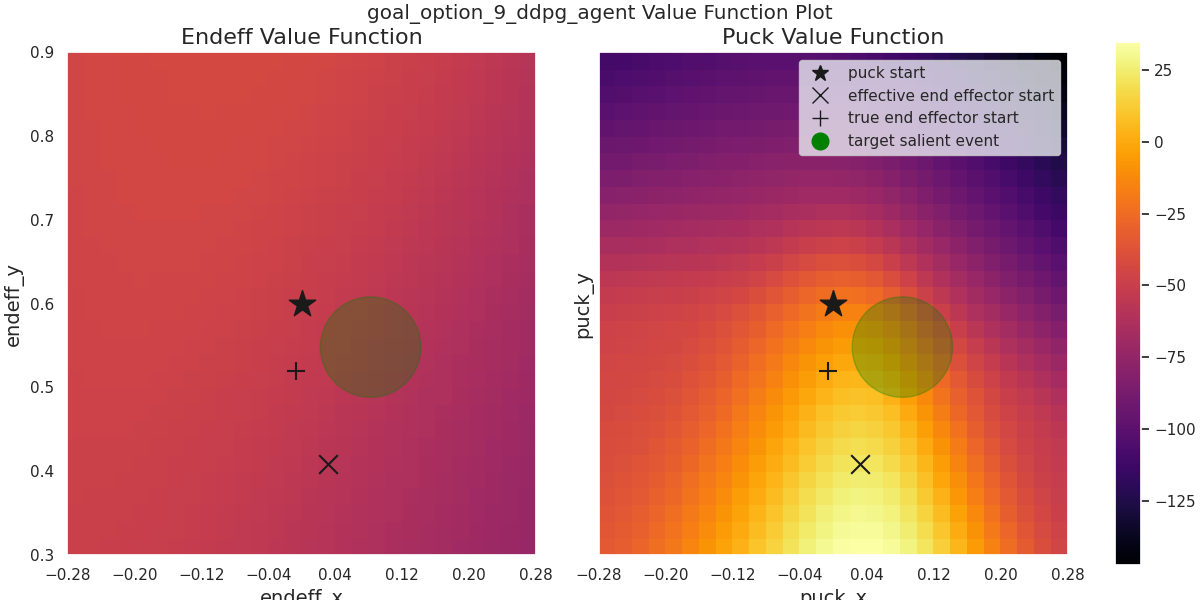 goal_option_9_ddpg_agent Value Function Plot
Endeff Value Function
Puck Value Function
endeff_y
0.9
0.8
0.7
0.6
0.5
0.4
0.3
−0.28 −0.20 −0.12 −0.04 0.04 0.12 0.20 0.28
endeff_x
puck_y
puck start
effective end effector start
true end effector start
target salient event
−0.28 −0.20 −0.12 −0.04 0.04 0.12 0.20 0.28
puck_x
25
0
−25
−50
−75
−100
−125